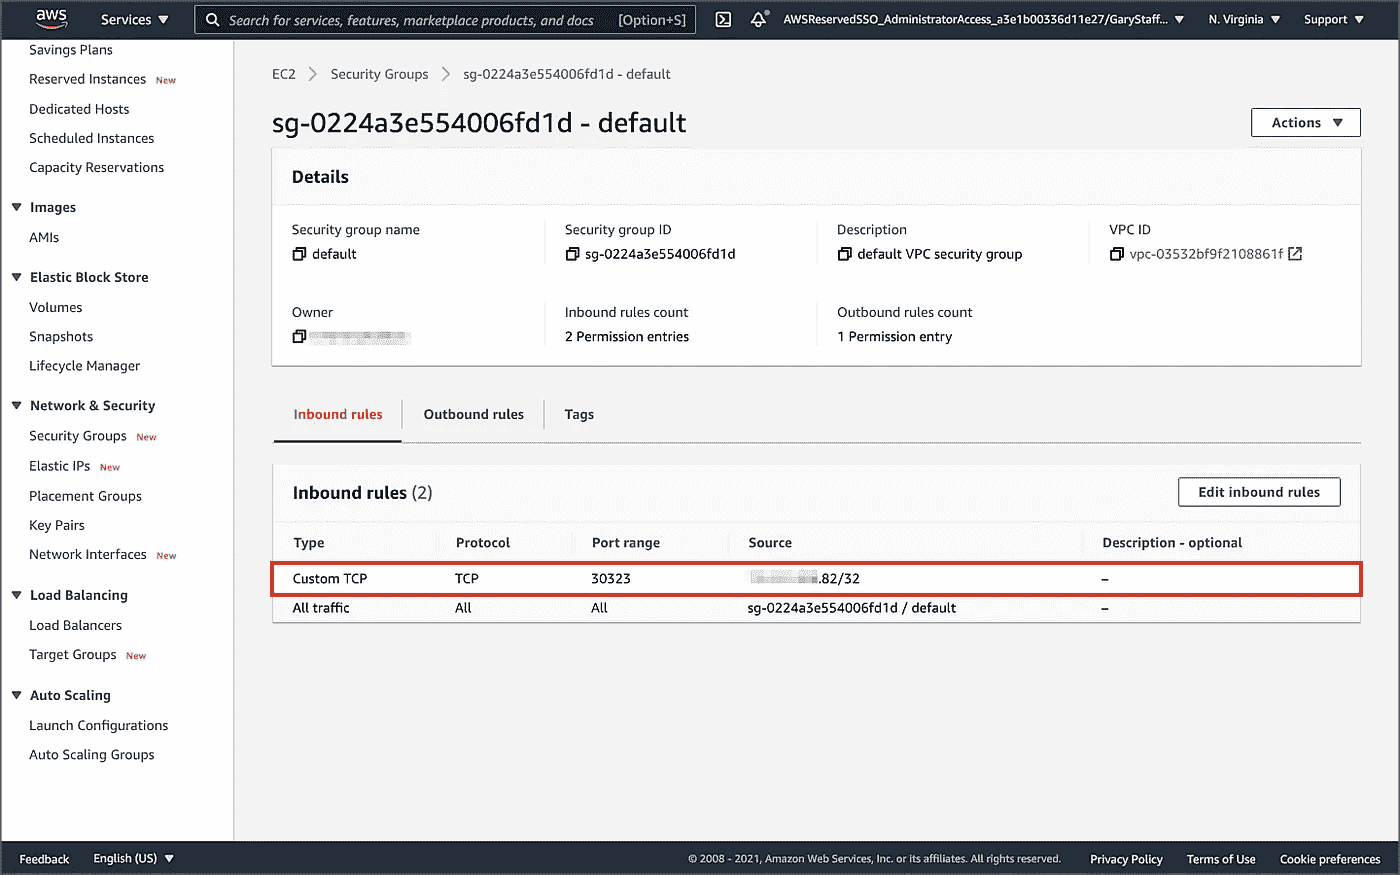 aws Services Search for services, features, marketplace products, and docs [Option+S] AWSReservedSSO_AdministratorAccess_a3e1b00336d11e27/GaryStaff... N. Virginia Support
Savings Plans
Reserved Instances New
Dedicated Hosts
Scheduled Instances
Capacity Reservations
Images
AMIs
Elastic Block Store
Volumes
Snapshots
Lifecycle Manager
Network & Security
Security Groups New
Elastic IPs New
Placement Groups
Key Pairs
Network Interfaces New
Load Balancing
Load Balancers
Target Groups New
Auto Scaling
Launch Configurations
Auto Scaling Groups
EC2 Security Groups sg-0224a3e554006fd1d - default
sg-0224a3e554006fd1d - default
Actions
Details
Security group name Security group ID Description VPC ID
default sg-0224a3e554006fd1d default VPC security group vpc-03532bf9f2108861f
Owner Inbound rules count Outbound rules count
2 Permission entries 1 Permission entry
Inbound rules Outbound rules Tags
Inbound rules (2) Edit inbound rules
Type Protocol Port range Source Description - optional
Custom TCP TCP 30323 .82/32 –
All traffic All All sg-0224a3e554006fd1d / default –
Feedback English (US) © 2008 - 2021, Amazon Web Services, Inc. or its affiliates. All rights reserved. Privacy Policy Terms of Use Cookie preferences